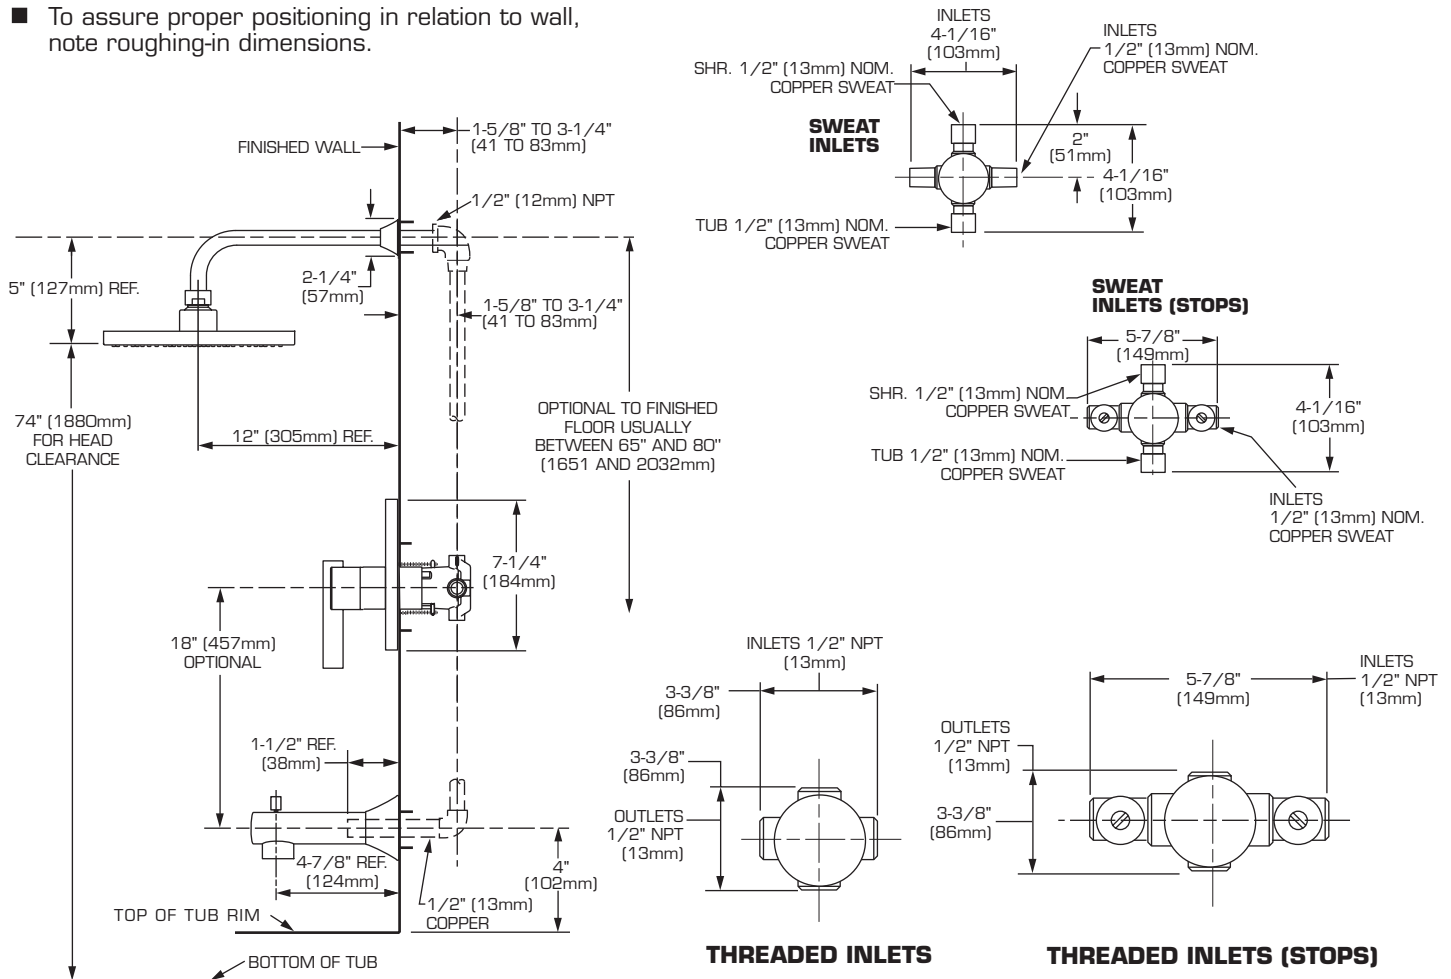 ■ To assure proper positioning in relation to wall,
note roughing-in dimensions.
FINISHED WALL
1-5/8" TO 3-1/4"
(41 TO 83mm)
1/2" (12mm) NPT
5" (127mm) REF.
2-1/4"
(57mm)
1-5/8" TO 3-1/4"
(41 TO 83mm)
74" (1880mm)
FOR HEAD
CLEARANCE
12" (305mm) REF.
OPTIONAL TO FINISHED
FLOOR USUALLY
BETWEEN 65" AND 80"
(1651 AND 2032mm)
7-1/4"
(184mm)
18" (457mm)
OPTIONAL
1-1/2" REF.
(38mm)
4-7/8" REF.
(124mm)
4"
(102mm)
1/2" (13mm)
COPPER
TOP OF TUB RIM
BOTTOM OF TUB
INLETS
4-1/16"
(103mm)
INLETS
1/2" (13mm) NOM.
COPPER SWEAT
SHR. 1/2" (13mm) NOM.
COPPER SWEAT
SWEAT
INLETS
2"
(51mm)
4-1/16"
(103mm)
TUB 1/2" (13mm) NOM.
COPPER SWEAT
SWEAT
INLETS (STOPS)
5-7/8"
(149mm)
SHR. 1/2" (13mm) NOM.
COPPER SWEAT
4-1/16"
(103mm)
TUB 1/2" (13mm) NOM.
COPPER SWEAT
INLETS
1/2" (13mm) NOM.
COPPER SWEAT
INLETS 1/2" NPT
(13mm)
3-3/8"
(86mm)
3-3/8"
(86mm)
OUTLETS
1/2" NPT
(13mm)
THREADED INLETS
5-7/8"
(149mm)
INLETS
1/2" NPT
(13mm)
OUTLETS
1/2" NPT
(13mm)
3-3/8"
(86mm)
THREADED INLETS (STOPS)